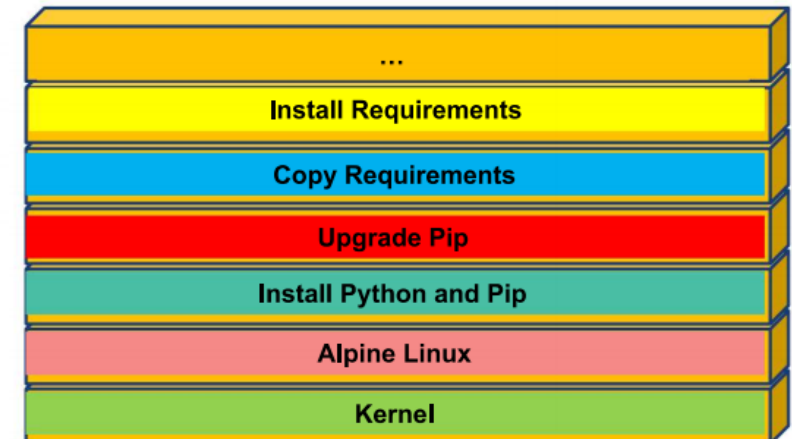 ...
Install Requirements
Copy Requirements
Upgrade Pip
Install Python and Pip
Alpine Linux
Kernel